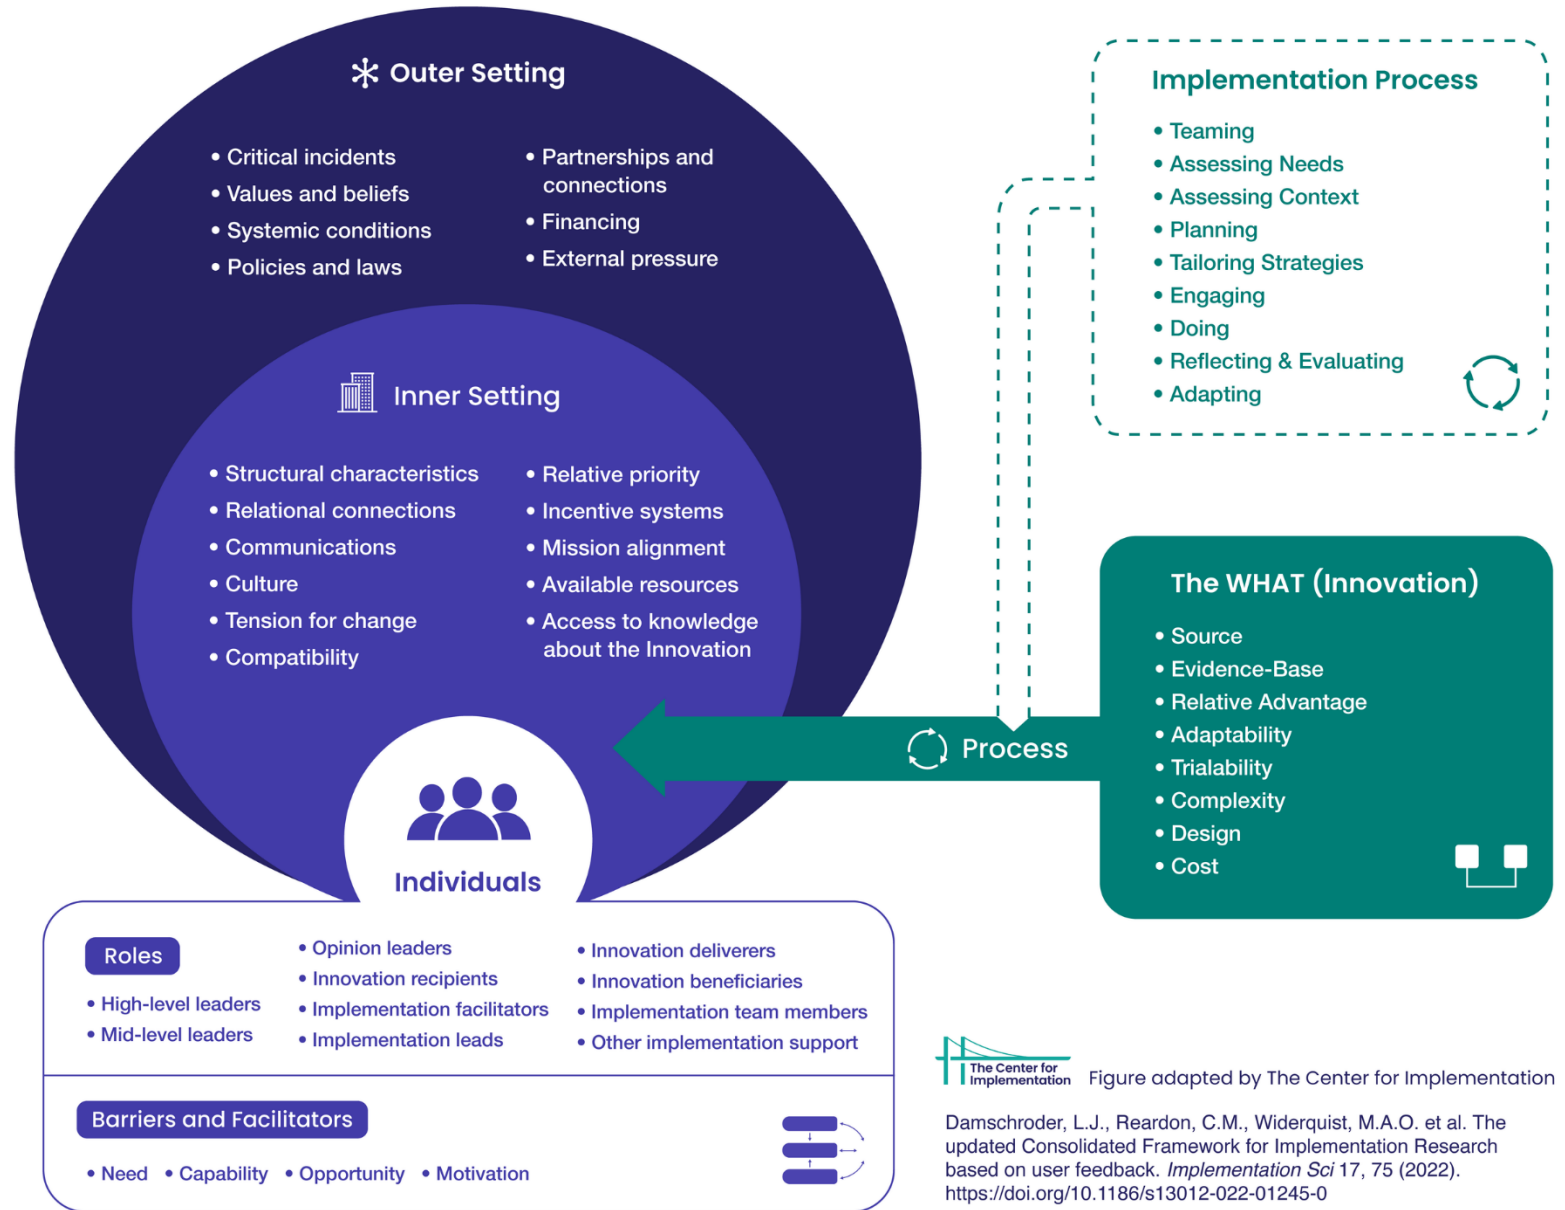 Outer Setting
• Critical incidents
• Values and beliefs
• Systemic conditions
• Policies and laws
• Partnerships and
connections
• Financing
• External pressure
Inner Setting
• Structural characteristics
• Relational connections
• Communications
• Culture
• Tension for change
• Compatibility
• Relative priority
• Incentive systems
• Mission alignment
• Available resources
• Access to knowledge
about the Innovation
Individuals
Roles
• High-level leaders
• Mid-level leaders
• Opinion leaders
• Innovation recipients
• Implementation facilitators
• Implementation leads
• Innovation deliverers
• Innovation beneficiaries
• Implementation team members
• Other implementation support
Barriers and Facilitators
• Need • Capability • Opportunity • Motivation
Implementation Process
• Teaming
• Assessing Needs
• Assessing Context
• Planning
• Tailoring Strategies
• Engaging
• Doing
• Reflecting & Evaluating
• Adapting
Process
The WHAT (Innovation)
• Source
• Evidence-Base
• Relative Advantage
• Adaptability
• Trialability
• Complexity
• Design
• Cost
The Center for
Implementation
Figure adapted by The Center for Implementation
Damschroder, L.J., Reardon, C.M., Widerquist, M.A.O. et al. The
updated Consolidated Framework for Implementation Research
based on user feedback. Implementation Sci 17, 75 (2022).
https://doi.org/10.1186/s13012-022-01245-0